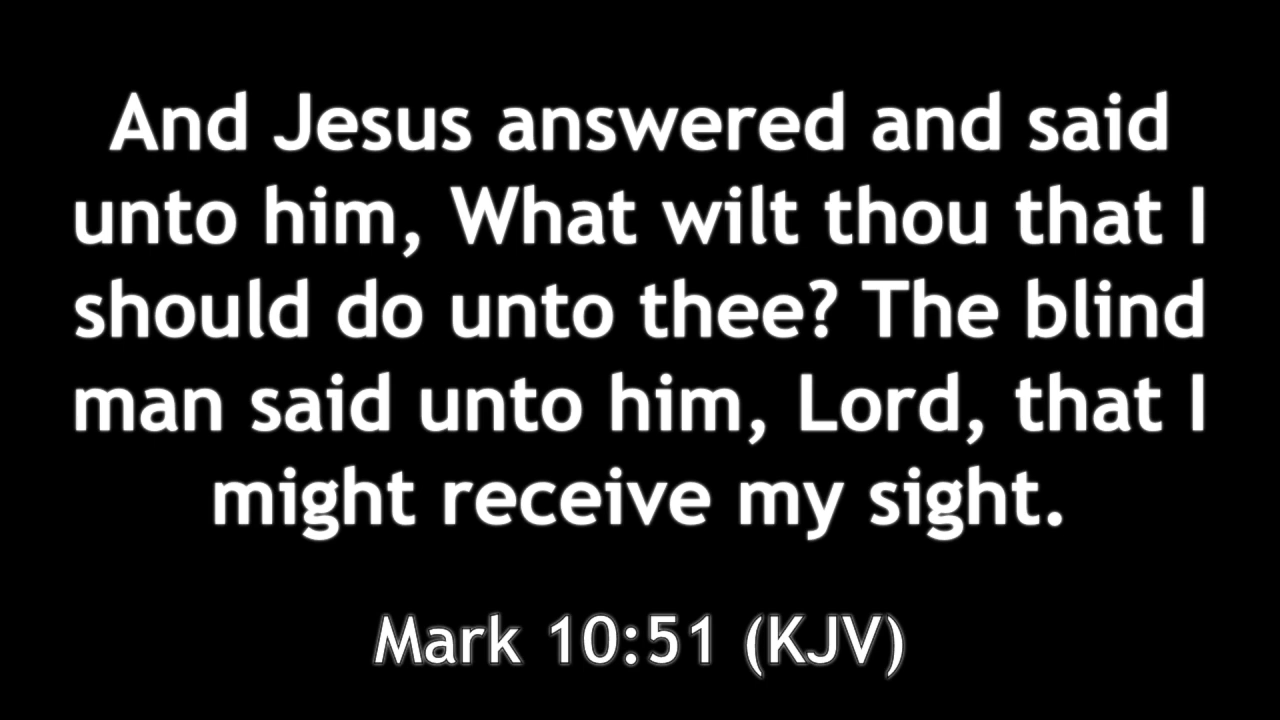 And Jesus answered and said
unto him, What wilt thou that I
should do unto thee? The blind
man said unto him, Lord, that I
might receive my sight.
Mark 10:51 (KJV)